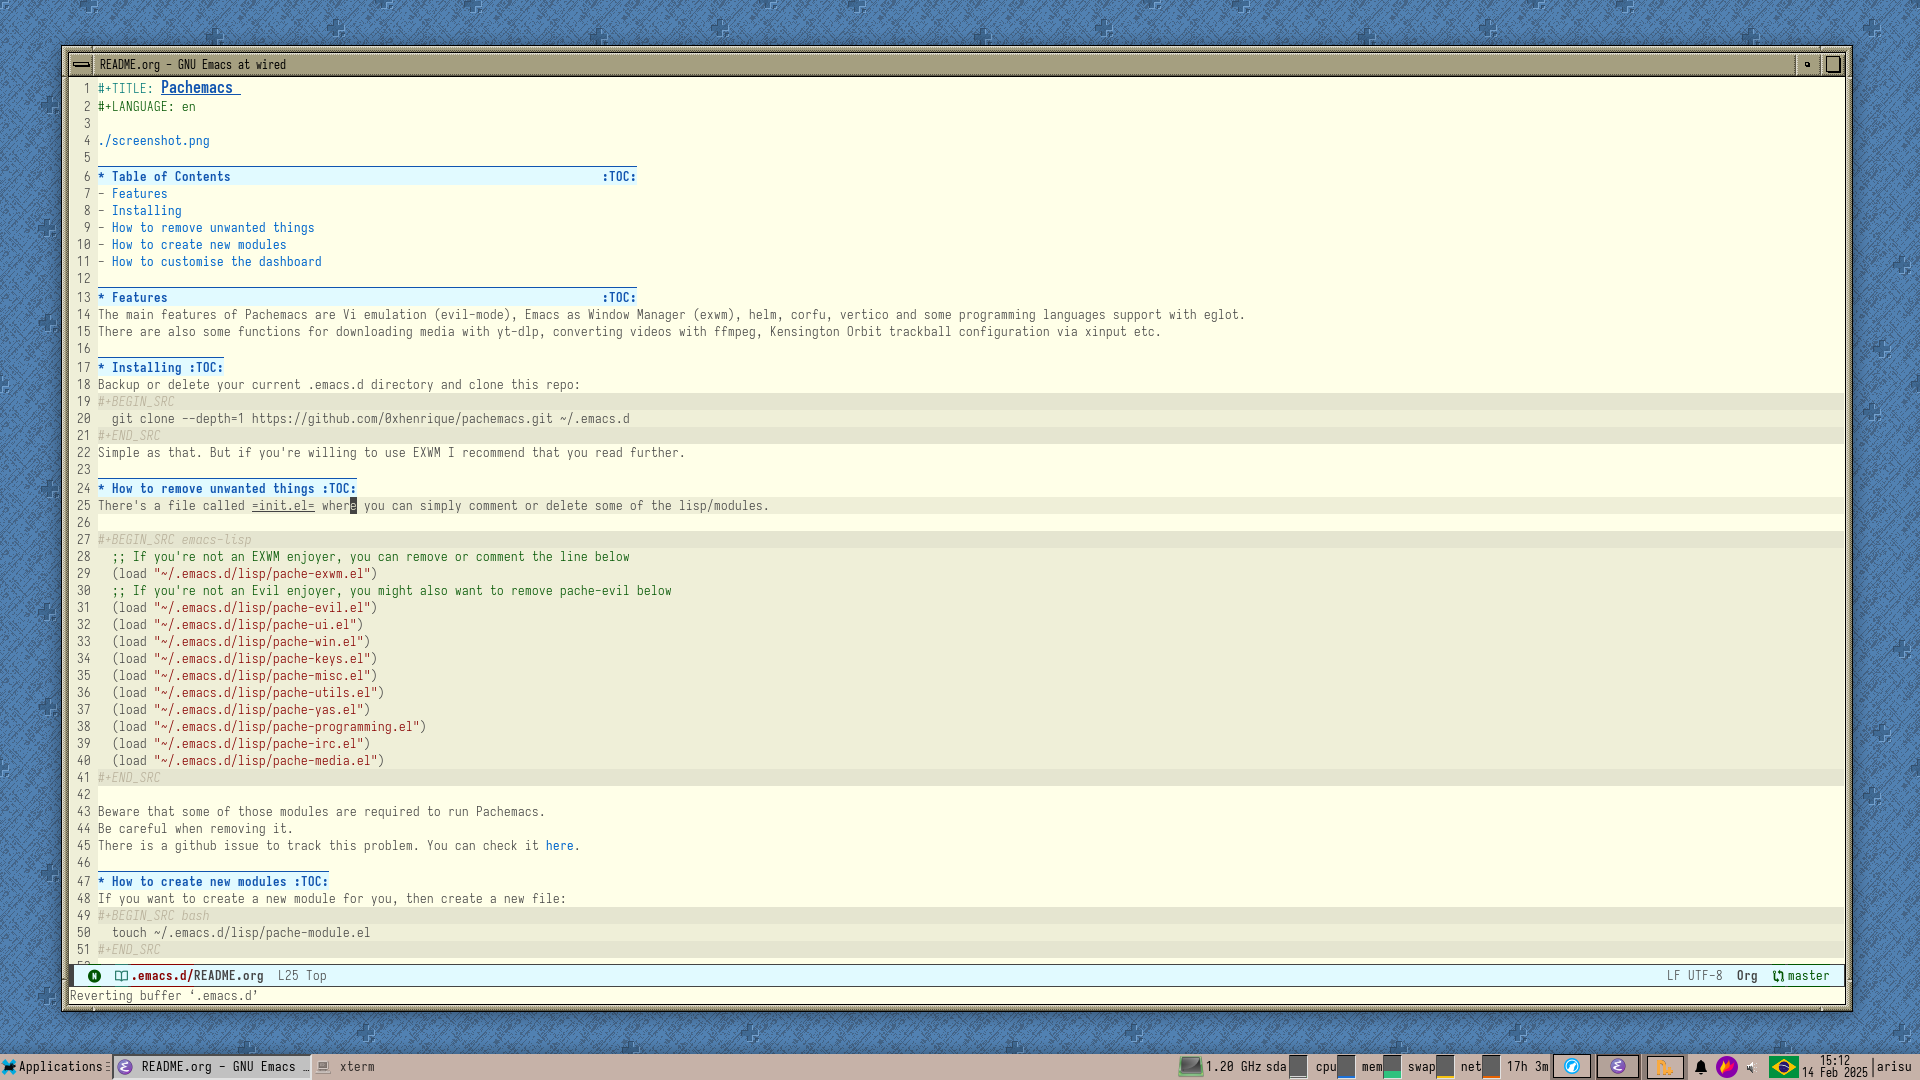 README.org - GNU Emacs at wired
1 #+TITLE: Pachemacs
2 #+LANGUAGE: en
3
4 ./screenshot.png
5
6 * Table of Contents :TOC:
7 - Features
8 - Installing
9 - How to remove unwanted things
10 - How to create new modules
11 - How to customise the dashboard
12
13 * Features :TOC:
14 The main features of Pachemacs are Vi emulation (evil-mode), Emacs as Window Manager (exwm), helm, corfu, vertico and some programming languages support with eglot.
15 There are also some functions for downloading media with yt-dlp, converting videos with ffmpeg, Kensington Orbit trackball configuration via xinput etc.
16
17 * Installing :TOC:
18 Backup or delete your current .emacs.d directory and clone this repo:
19 #+BEGIN_SRC
20 git clone --depth=1 https://github.com/0xhenrique/pachemacs.git ~/.emacs.d
21 #+END_SRC
22 Simple as that. But if you're willing to use EXWM I recommend that you read further.
23
24 * How to remove unwanted things :TOC:
25 There's a file called =init.el= where you can simply comment or delete some of the lisp/modules.
26
27 #+BEGIN_SRC emacs-lisp
28 ;; If you're not an EXWM enjoyer, you can remove or comment the line below
29 (load "~/.emacs.d/lisp/pache-exwm.el")
30 ;; If you're not an Evil enjoyer, you might also want to remove pache-evil below
31 (load "~/.emacs.d/lisp/pache-evil.el")
32 (load "~/.emacs.d/lisp/pache-ui.el")
33 (load "~/.emacs.d/lisp/pache-win.el")
34 (load "~/.emacs.d/lisp/pache-keys.el")
35 (load "~/.emacs.d/lisp/pache-misc.el")
36 (load "~/.emacs.d/lisp/pache-utils.el")
37 (load "~/.emacs.d/lisp/pache-yas.el")
38 (load "~/.emacs.d/lisp/pache-programming.el")
39 (load "~/.emacs.d/lisp/pache-irc.el")
40 (load "~/.emacs.d/lisp/pache-media.el")
41 #+END_SRC
42
43 Beware that some of those modules are required to run Pachemacs.
44 Be careful when removing it.
45 There is a github issue to track this problem. You can check it here.
46
47 * How to create new modules :TOC:
48 If you want to create a new module for you, then create a new file:
49 #+BEGIN_SRC bash
50 touch ~/.emacs.d/lisp/pache-module.el
51 #+END_SRC
N .emacs.d/README.org L25 Top LF UTF-8 Org master
Reverting buffer ‘.emacs.d’
Applications README.org - GNU Emacs ... xterm 1.20 GHz sda cpu mem swap net 17h 3m 15:12 arisu
14 Feb 2025